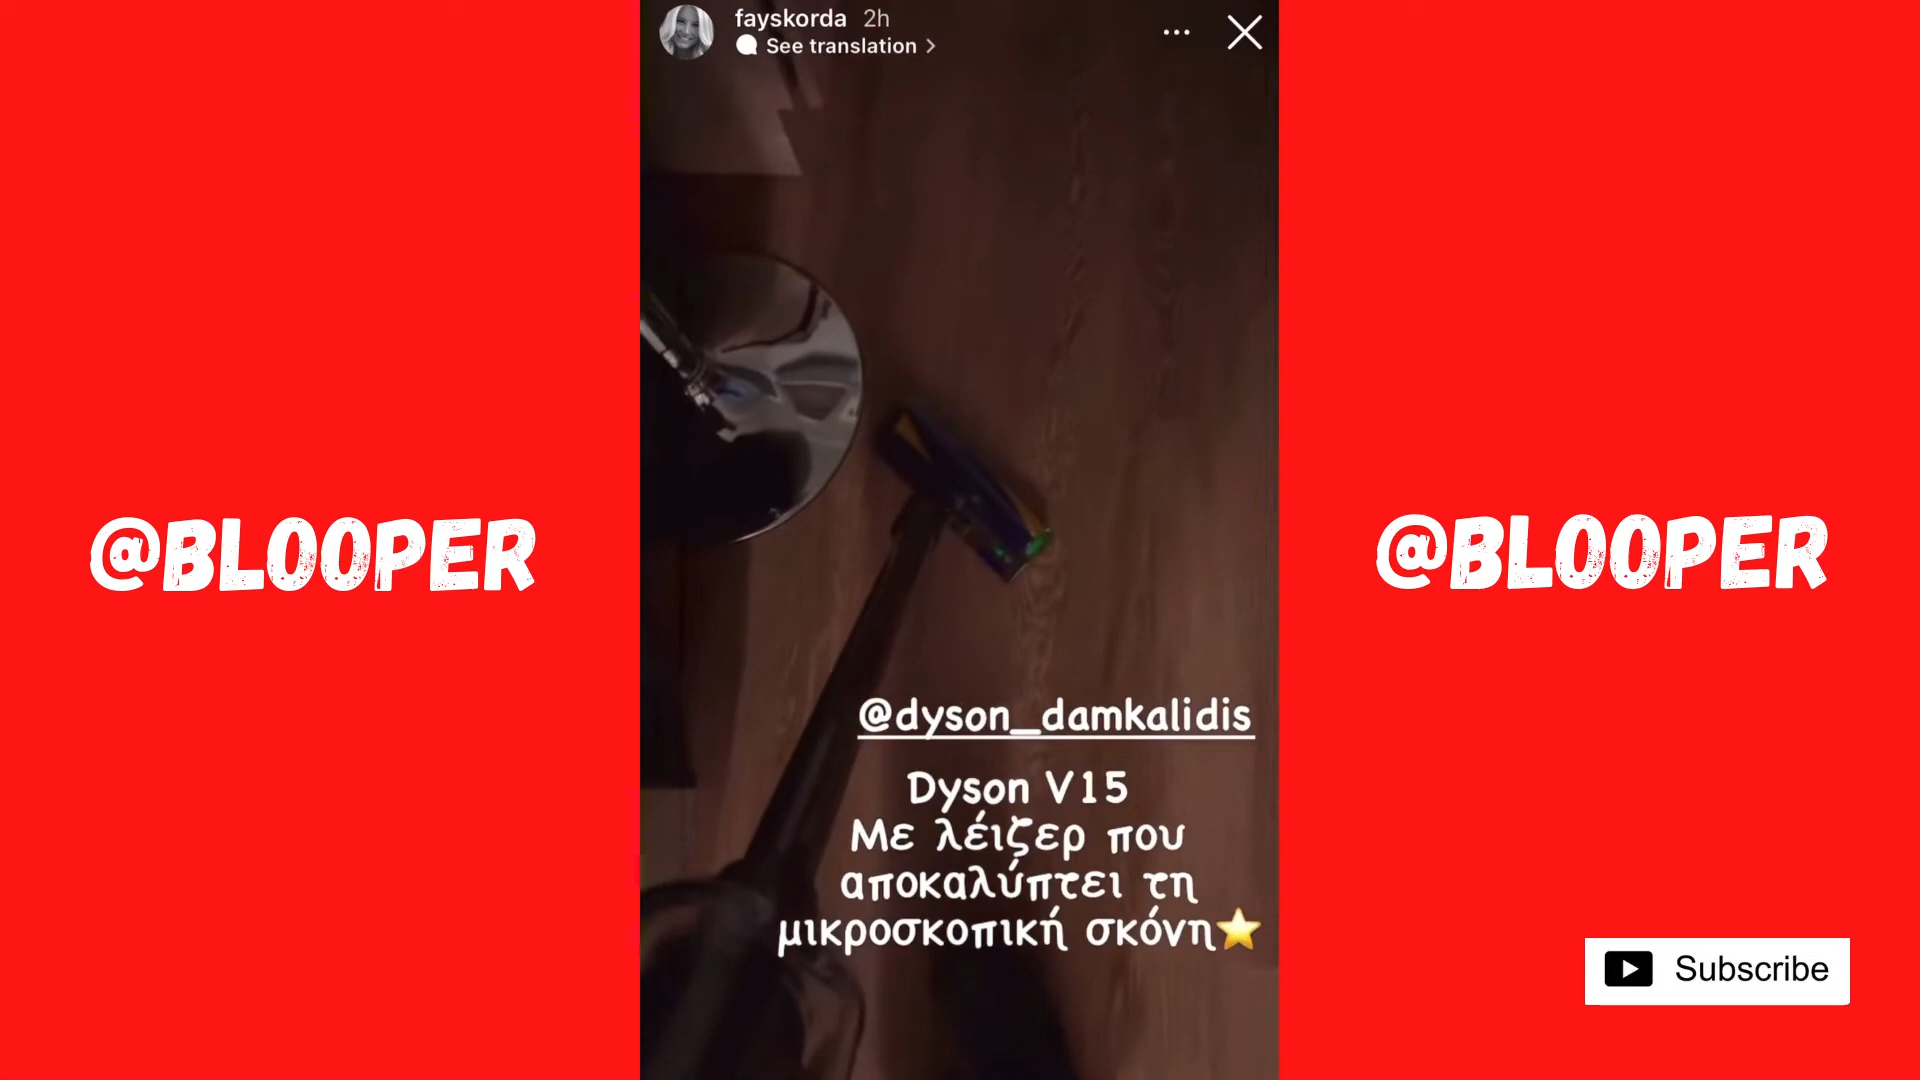 fayskorda 2h
See translation
@BLOOPER
@BLOOPER
@dyson_damkalidis
Dyson V15
Με λέιζερ που
αποκαλύπτει τη
μικροσκοπική σκόνη⭐
Subscribe